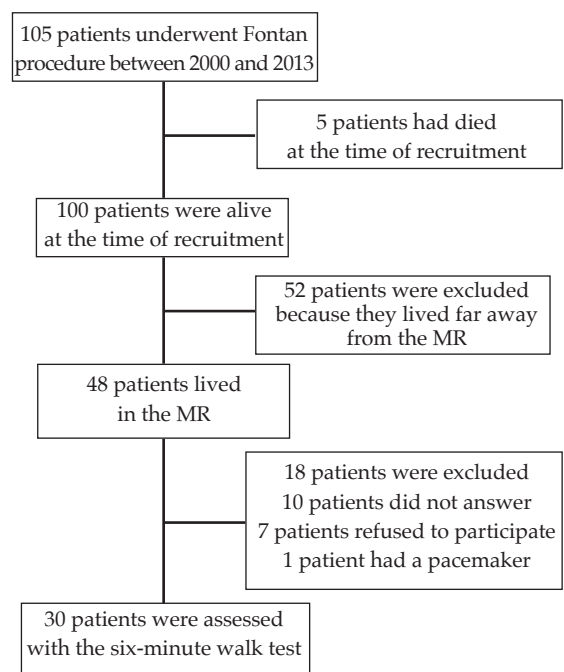 105 patients underwent Fontan
procedure between 2000 and 2013
5 patients had died
at the time of recruitment
100 patients were alive
at the time of recruitment
52 patients were excluded
because they lived far away
from the MR
48 patients lived
in the MR
18 patients were excluded
10 patients did not answer
7 patients refused to participate
1 patient had a pacemaker
30 patients were assessed
with the six-minute walk test